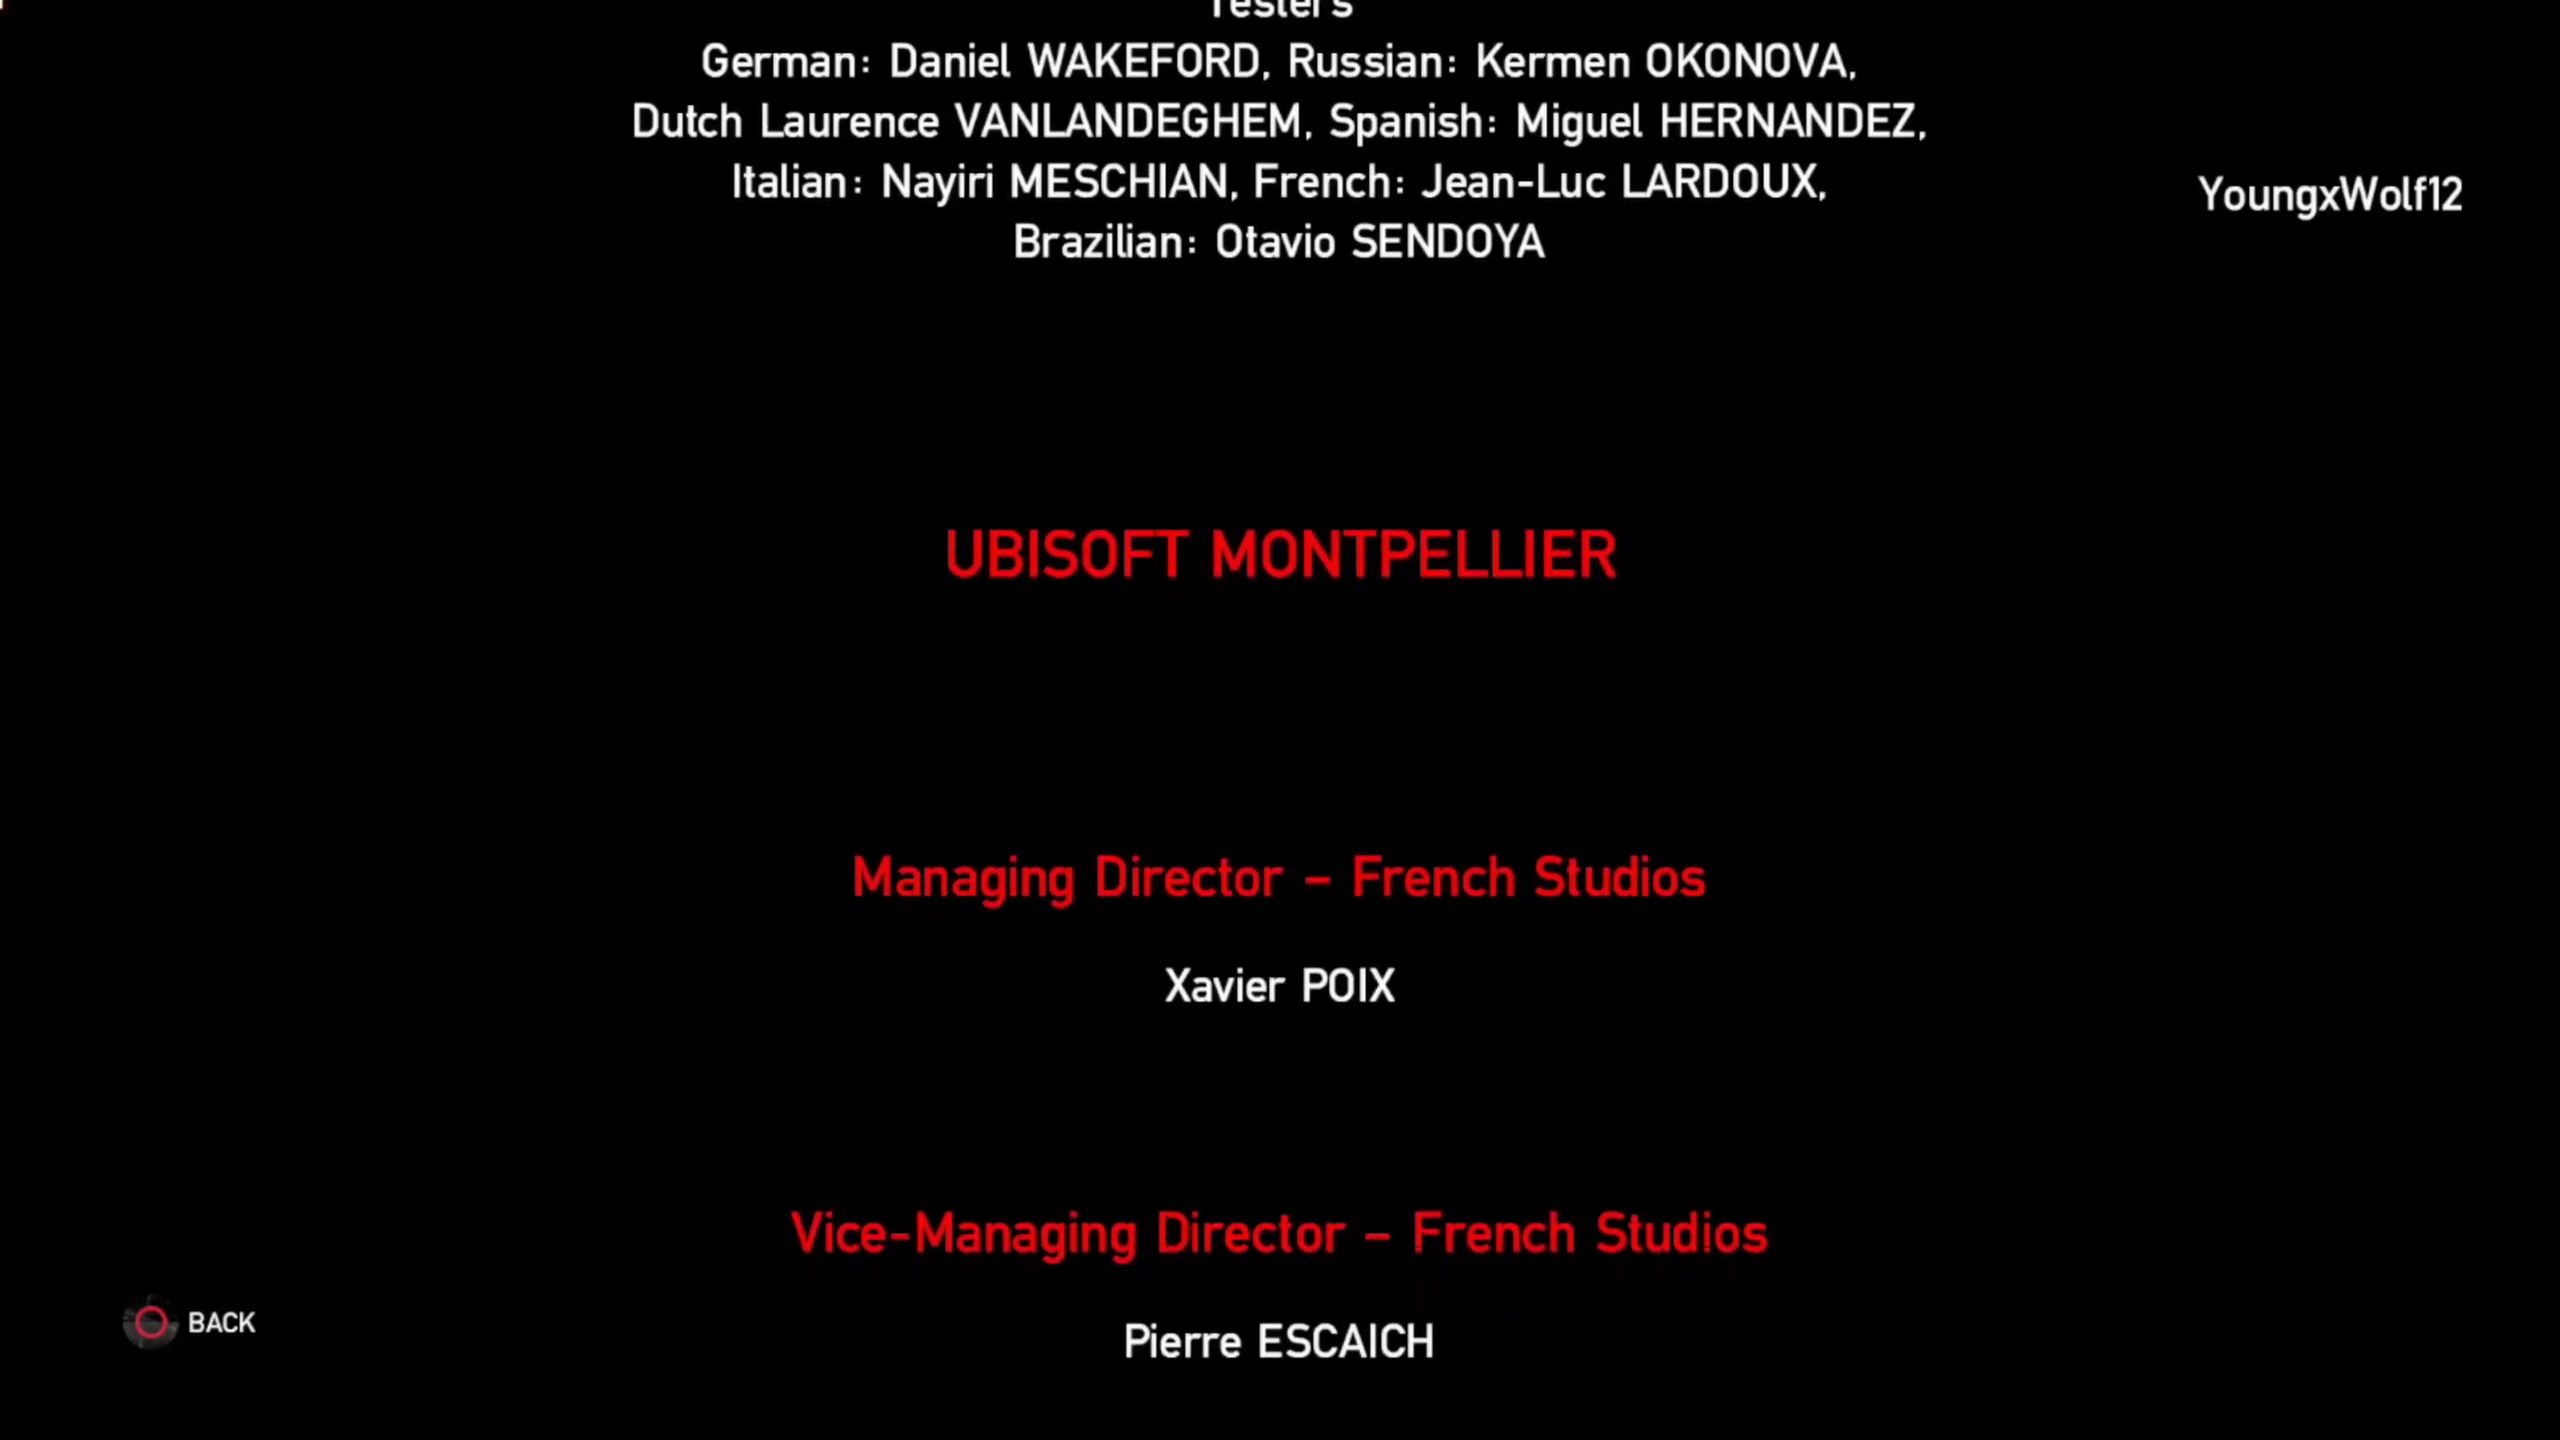 Testers
German: Daniel WAKEFORD, Russian: Kermen OKONOVA,
Dutch Laurence VANLANDEGHEM, Spanish: Miguel HERNANDEZ,
Italian: Nayiri MESCHIAN, French: Jean-Luc LARDOUX,
YoungxWolf12
Brazilian: Otavio SENDOYA
UBISOFT MONTPELLIER
Managing Director – French Studios
Xavier POIX
Vice-Managing Director – French Studios
BACK
Pierre ESCAICH